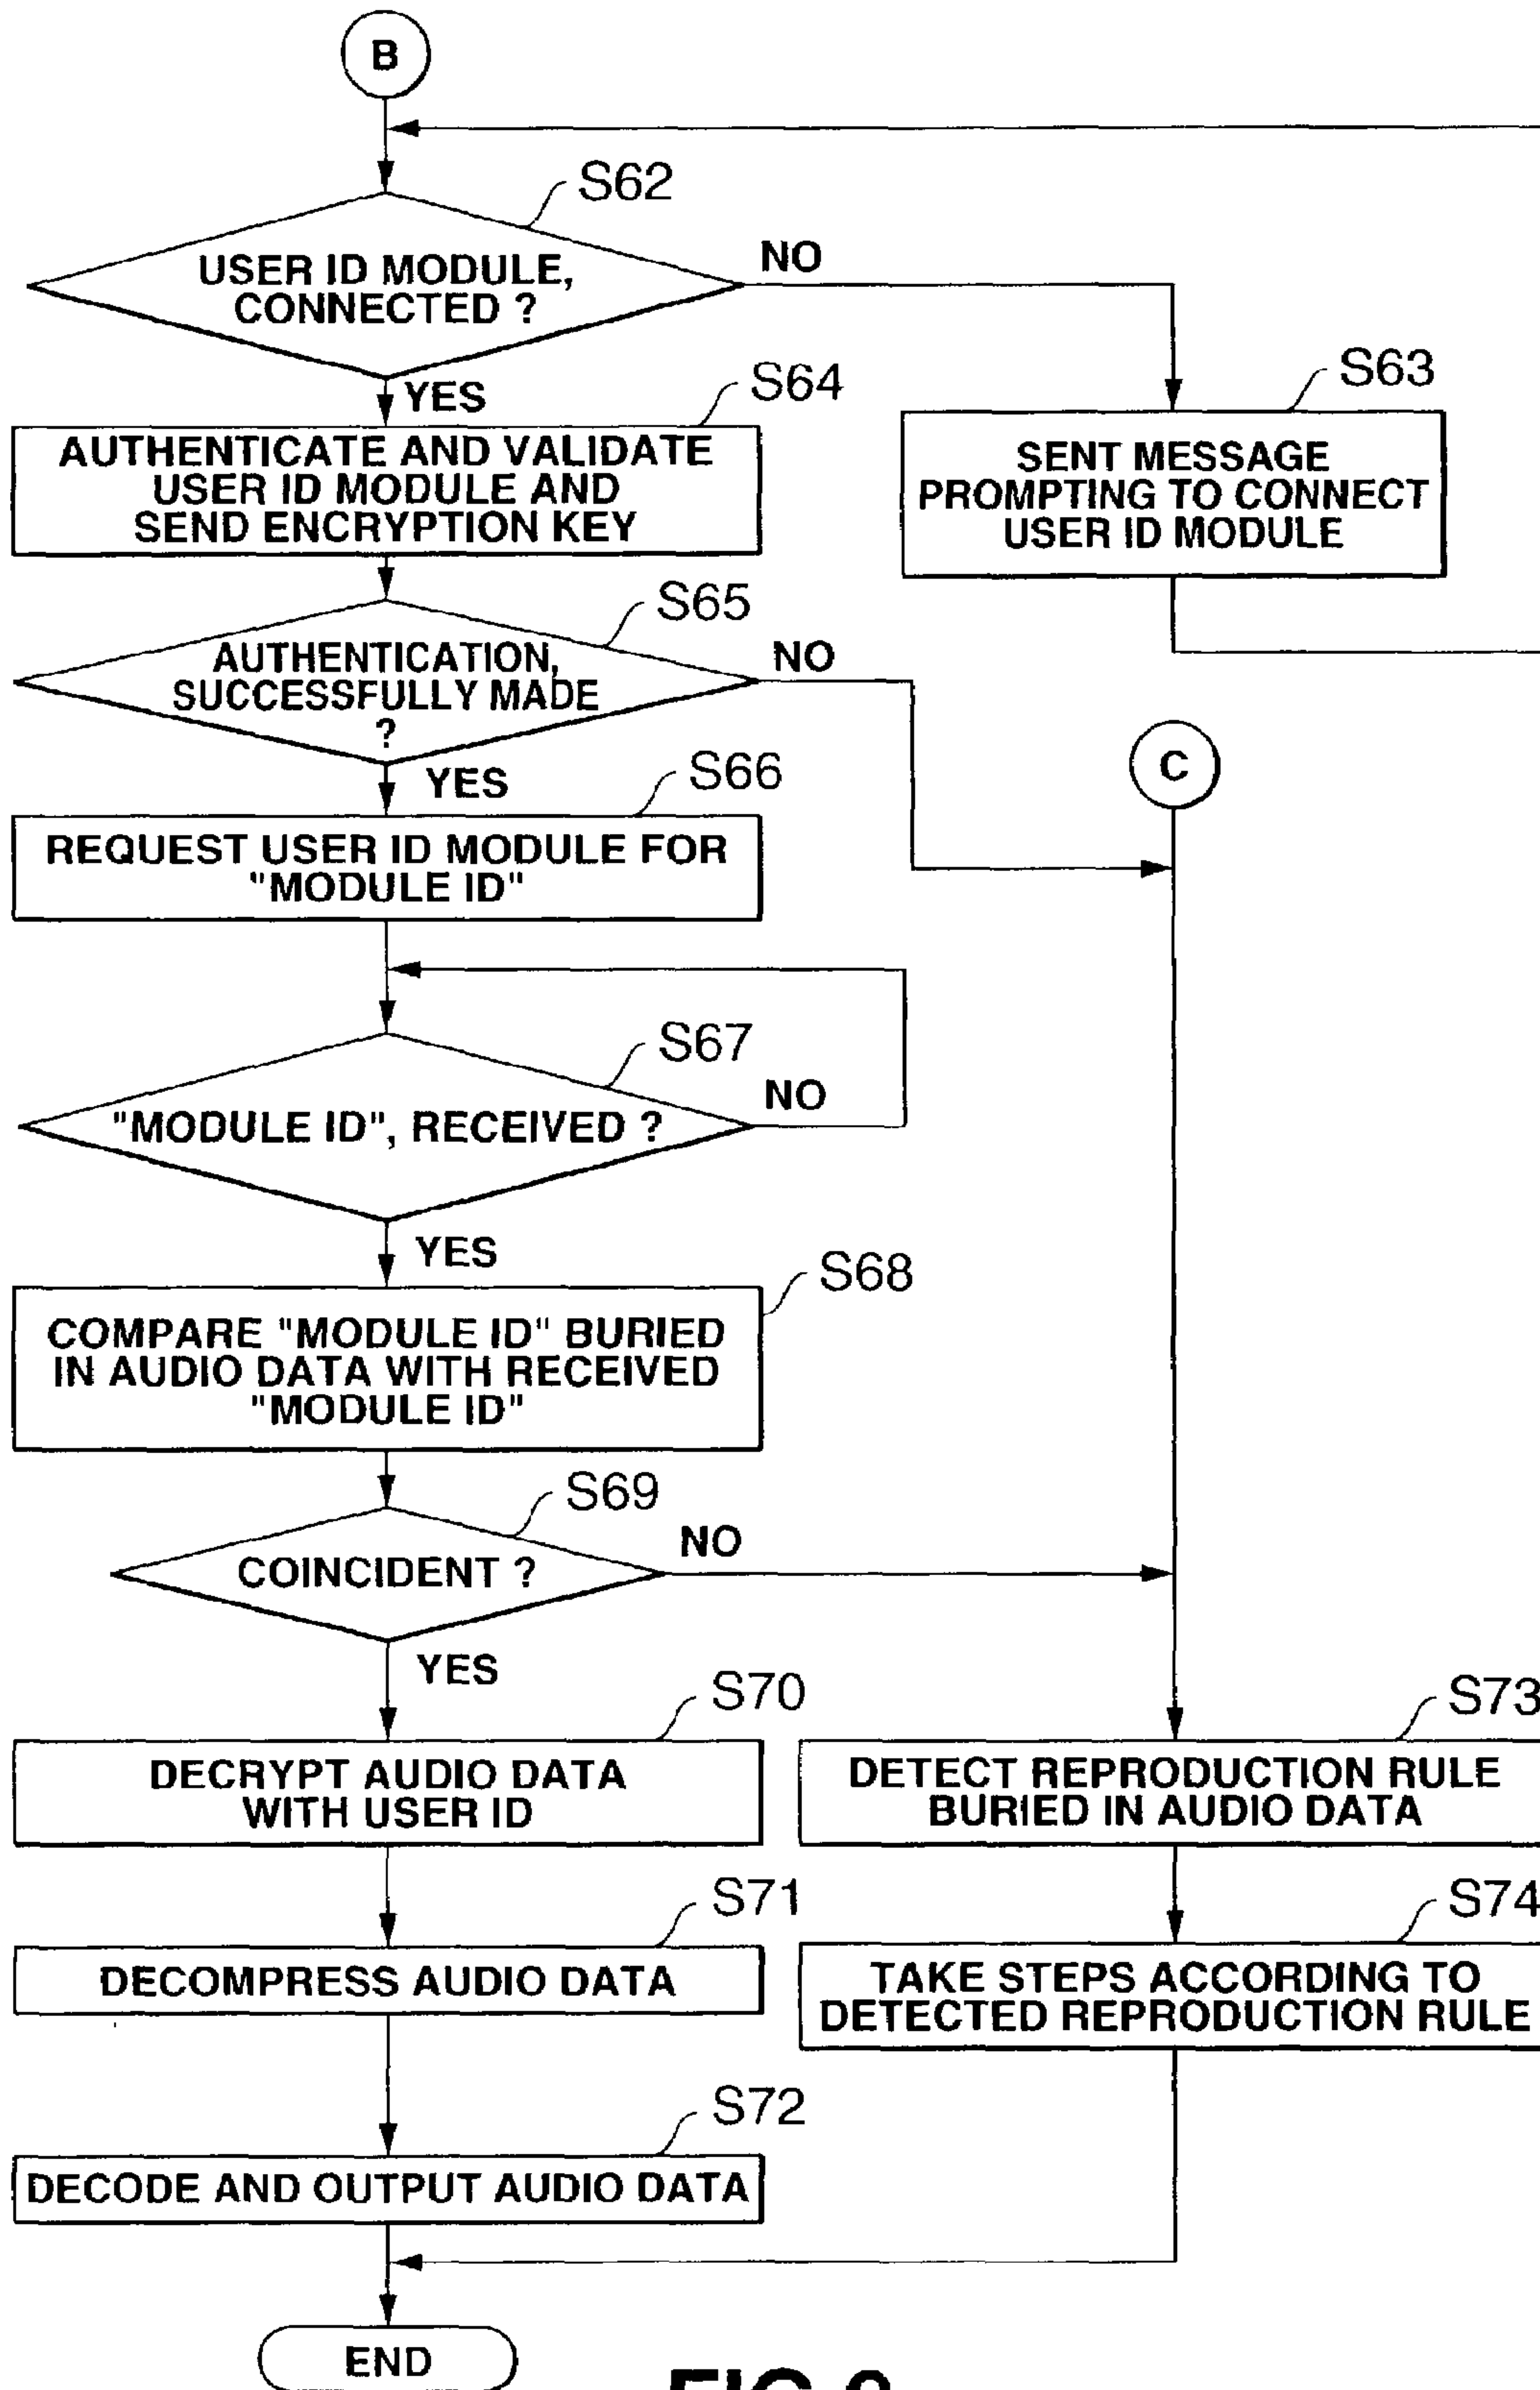 B
S62
USER ID MODULE,
CONNECTED ?
NO
YES
S63
SENT MESSAGE
PROMPTING TO CONNECT
USER ID MODULE
S64
AUTHENTICATE AND VALIDATE
USER ID MODULE AND
SEND ENCRYPTION KEY
S65
AUTHENTICATION,
SUCCESSFULLY MADE
?
NO
YES
C
S66
REQUEST USER ID MODULE FOR
"MODULE ID"
S67
"MODULE ID", RECEIVED ?
NO
YES
S68
COMPARE "MODULE ID" BURIED
IN AUDIO DATA WITH RECEIVED
"MODULE ID"
S69
COINCIDENT ?
NO
YES
S70
DECRYPT AUDIO DATA
WITH USER ID
S71
DECOMPRESS AUDIO DATA
S72
DECODE AND OUTPUT AUDIO DATA
S73
DETECT REPRODUCTION RULE
BURIED IN AUDIO DATA
S74
TAKE STEPS ACCORDING TO
DETECTED REPRODUCTION RULE
END